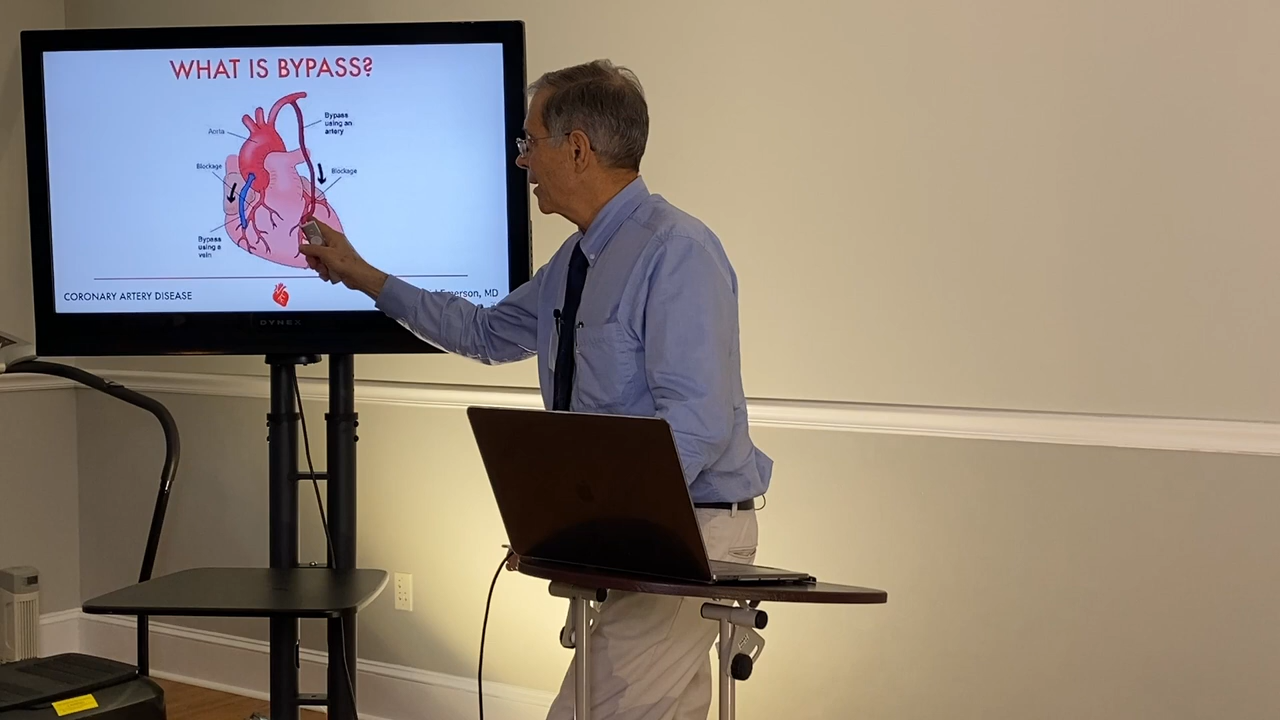 WHAT IS BYPASS?
Bypass
using an
artery
Aorta
Blockage
Blockage
Bypass
using a
vein
CORONARY ARTERY DISEASE
Emerson, MD
DYNEX